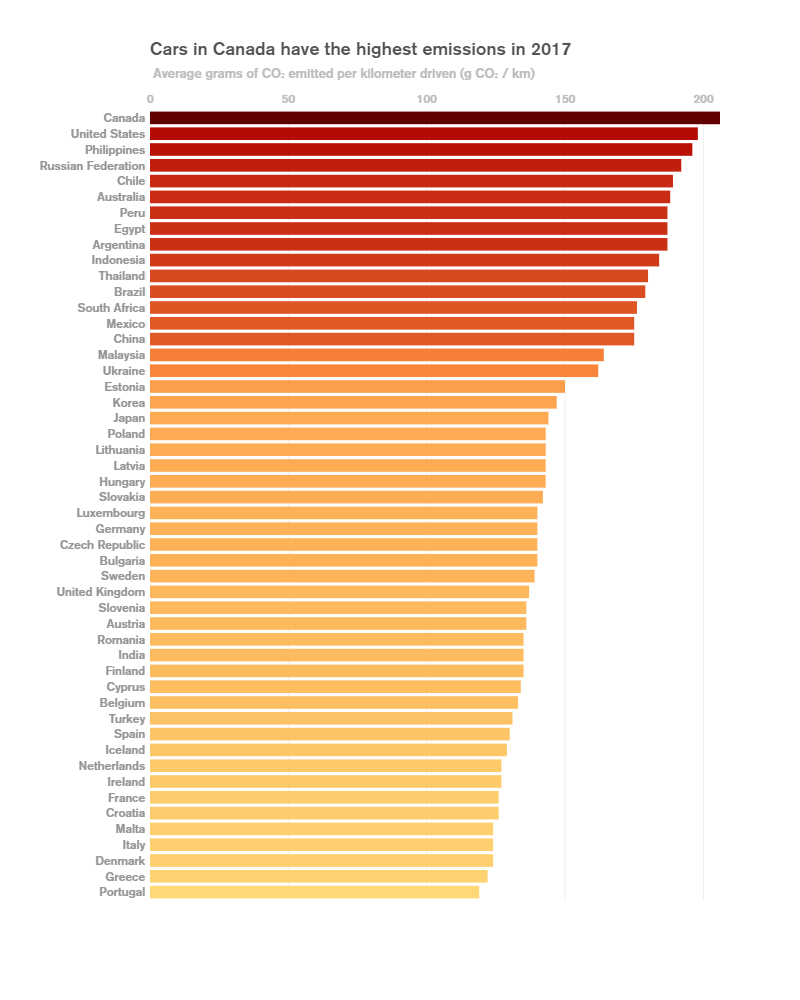 Cars in Canada have the highest emissions in 2017
Average grams of CO₂ emitted per kilometer driven (g CO₂ / km)
0 50 100 150 200
Canada
United States
Philippines
Russian Federation
Chile
Australia
Peru
Egypt
Argentina
Indonesia
Thailand
Brazil
South Africa
Mexico
China
Malaysia
Ukraine
Estonia
Korea
Japan
Poland
Lithuania
Latvia
Hungary
Slovakia
Luxembourg
Germany
Czech Republic
Bulgaria
Sweden
United Kingdom
Slovenia
Austria
Romania
India
Finland
Cyprus
Belgium
Turkey
Spain
Iceland
Netherlands
Ireland
France
Croatia
Malta
Italy
Denmark
Greece
Portugal